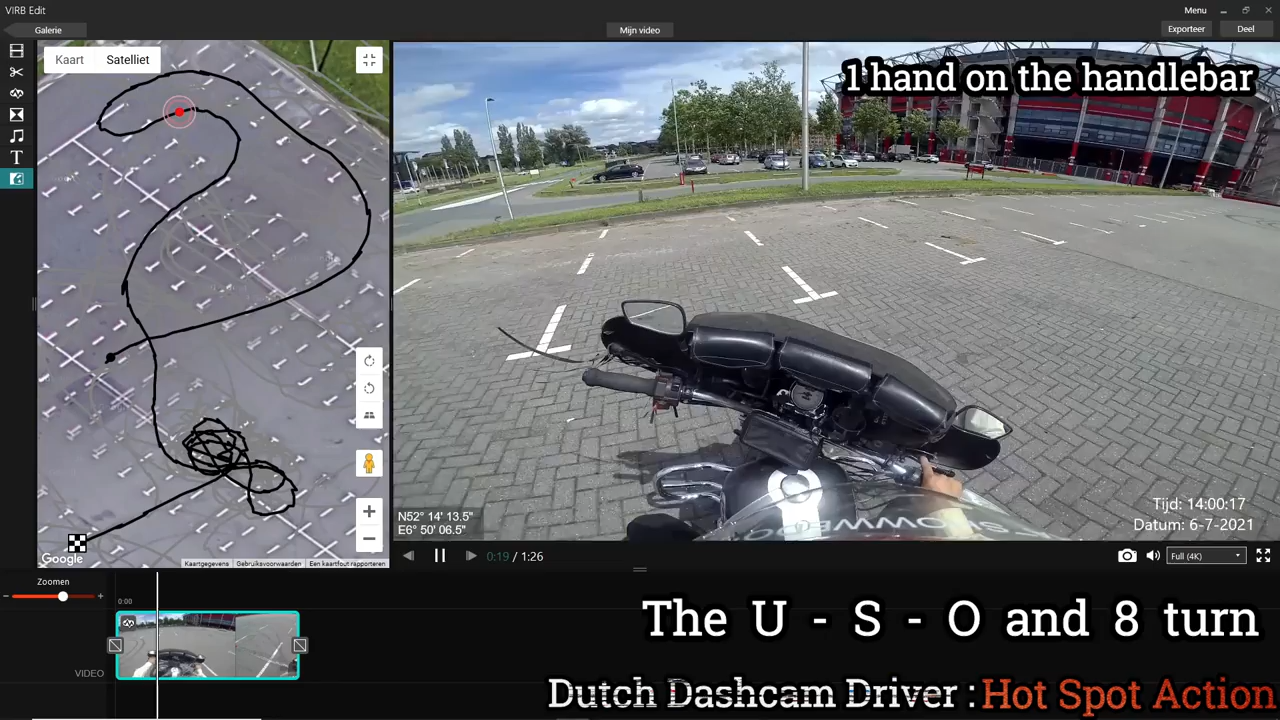 VIRB Edit
Menu
Galerie
Mijn video
Exporteer
Deel
Kaart
Satelliet
1 hand on the handlebar
N52° 14' 13.5"
E6° 50' 06.5"
Tijd: 14:00:17
Datum: 6-7-2021
Google
Kaartgegevens
Gebruiksvoorwaarden
Een kaartfout rapporteren
0:19 / 1:26
Full (4K)
Zoomen
0:00
VIDEO
The U - S - O and 8 turn
Dutch Dashcam Driver : Hot Spot Action